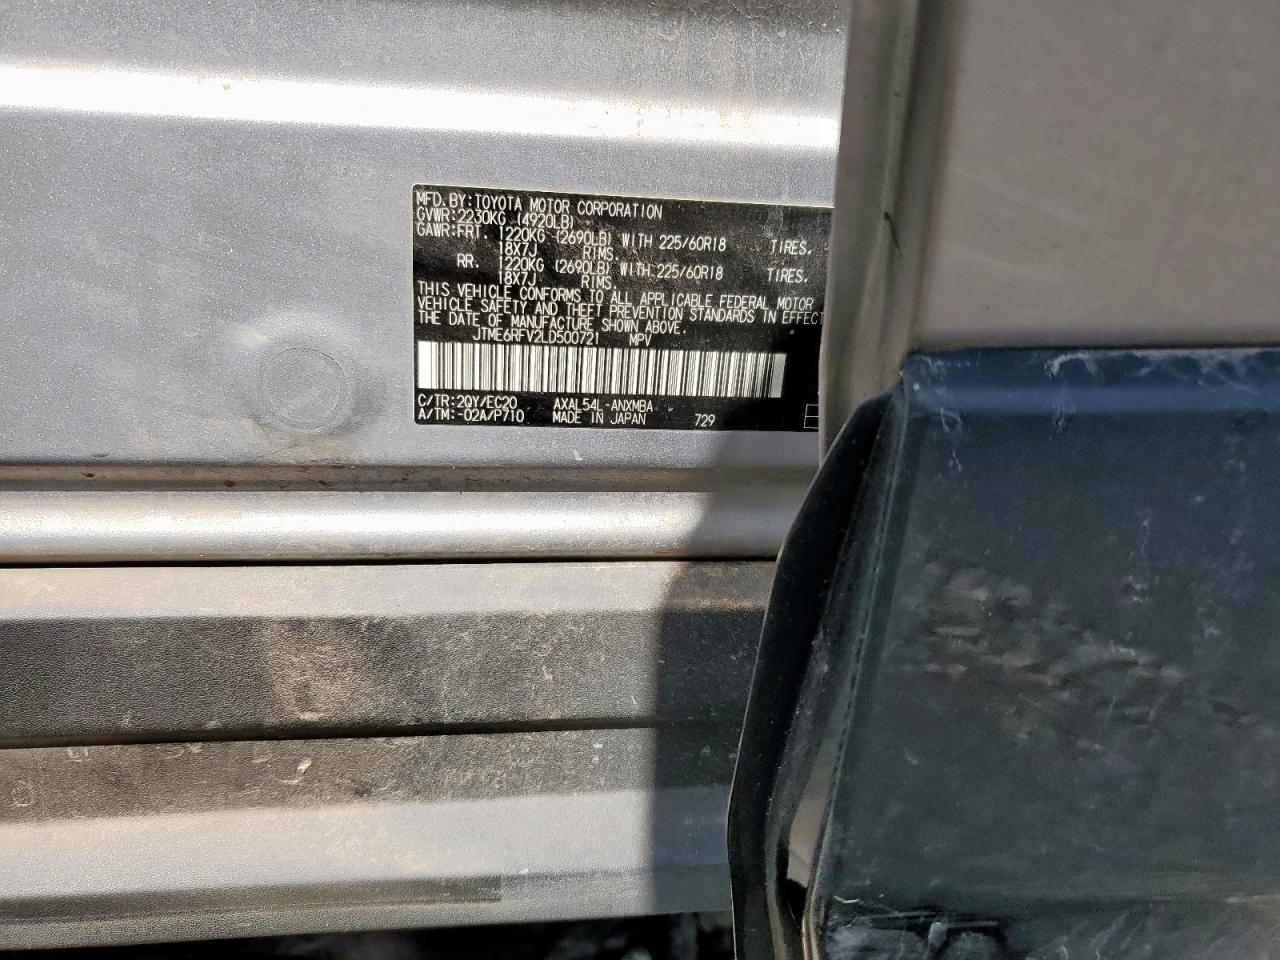 MFD. BY: TOYOTA MOTOR CORPORATION
GVWR: 2230KG (4920LB)
GAWR: FRT. 1220KG (2690LB) WITH 225/60R18 TIRES.
18X7J RIMS.
RR. 1220KG (2690LB) WITH 225/60R18 TIRES.
18X7J RIMS.
THIS VEHICLE CONFORMS TO ALL APPLICABLE FEDERAL MOTOR
VEHICLE SAFETY AND THEFT PREVENTION STANDARDS IN EFFECT
THE DATE OF MANUFACTURE SHOWN ABOVE.
JTME6RFV2LD500721 MPV
C/TR: 2QY/EC20 AXAL54L-ANXMBA
A/TM: -02A/P710 MADE IN JAPAN 729